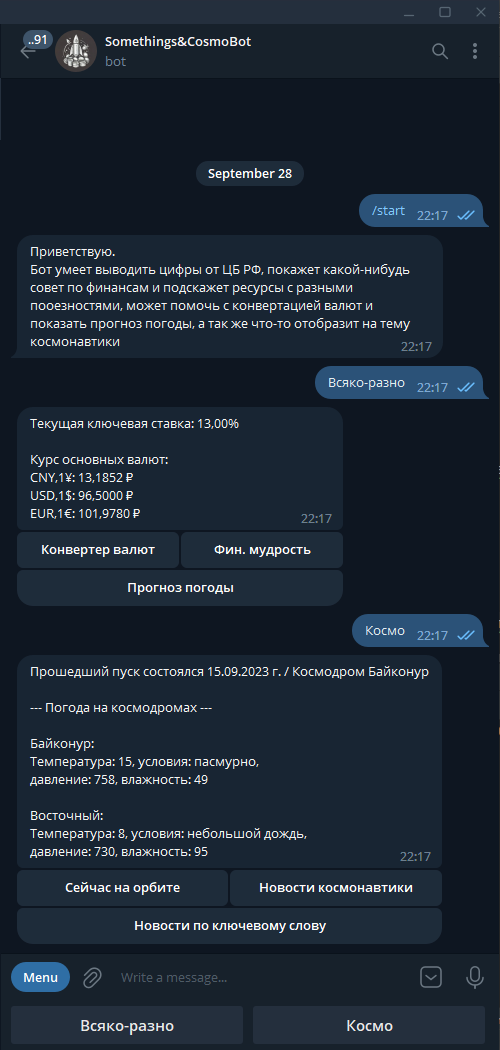 ..91
Somethings&CosmoBot
bot
September 28
/start 22:17
Приветствую.
Бот умеет выводить цифры от ЦБ РФ, покажет какой-нибудь
совет по финансам и подскажет ресурсы с разными
пооезностями, может помочь с конвертацией валют и
показать прогноз погоды, а так же что-то отобразит на тему
космонавтики
22:17
Всяко-разно 22:17
Текущая ключевая ставка: 13,00%
Курс основных валют:
CNY,1¥: 13,1852 ₽
USD,1$: 96,5000 ₽
EUR,1€: 101,9780 ₽
22:17
Конвертер валют Фин. мудрость
Прогноз погоды
Космо 22:17
Прошедший пуск состоялся 15.09.2023 г. / Космодром Байконур
--- Погода на космодромах ---
Байконур:
Температура: 15, условия: пасмурно,
давление: 758, влажность: 49
Восточный:
Температура: 8, условия: небольшой дождь,
давление: 730, влажность: 95
22:17
Сейчас на орбите Новости космонавтики
Новости по ключевому слову
Menu Write a message...
Всяко-разно Космо